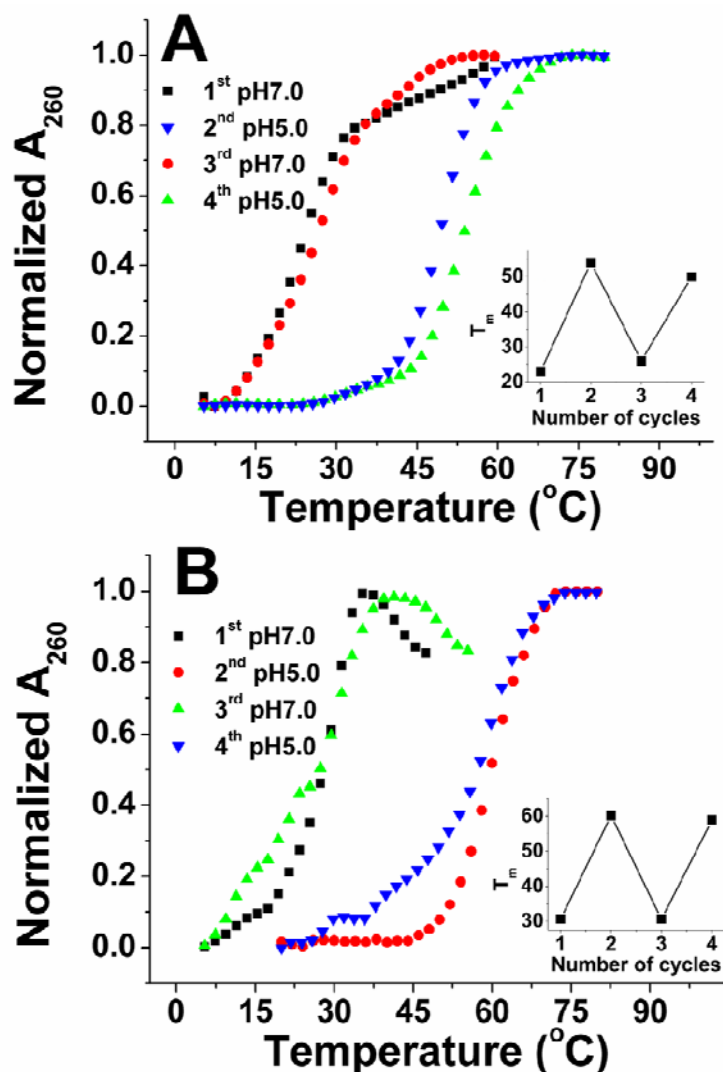 A
1st pH7.0
2nd pH5.0
3rd pH7.0
4th pH5.0
Normalized A260
1.0
0.8
0.6
0.4
0.2
0.0
0 15 30 45 60 75 90
Temperature (oC)
Tm
50
40
30
20
1 2 3 4
Number of cycles
B
1st pH7.0
2nd pH5.0
3rd pH7.0
4th pH5.0
Normalized A260
1.0
0.8
0.6
0.4
0.2
0.0
0 15 30 45 60 75 90
Temperature (oC)
Tm
60
50
40
30
1 2 3 4
Number of cycles